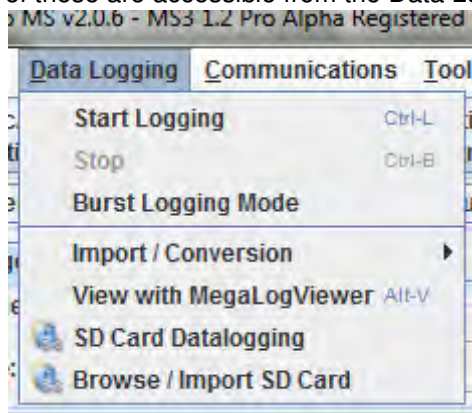 of these are accessible from the Data Lo
o MS v2.0.6 - MS3 1.2 Pro Alpha Registered
Data Logging Communications Tool
Start Logging Ctrl-L
Stop Ctrl-B
Burst Logging Mode
Import / Conversion
View with MegaLogViewer Alt-V
SD Card Datalogging
Browse / Import SD Card